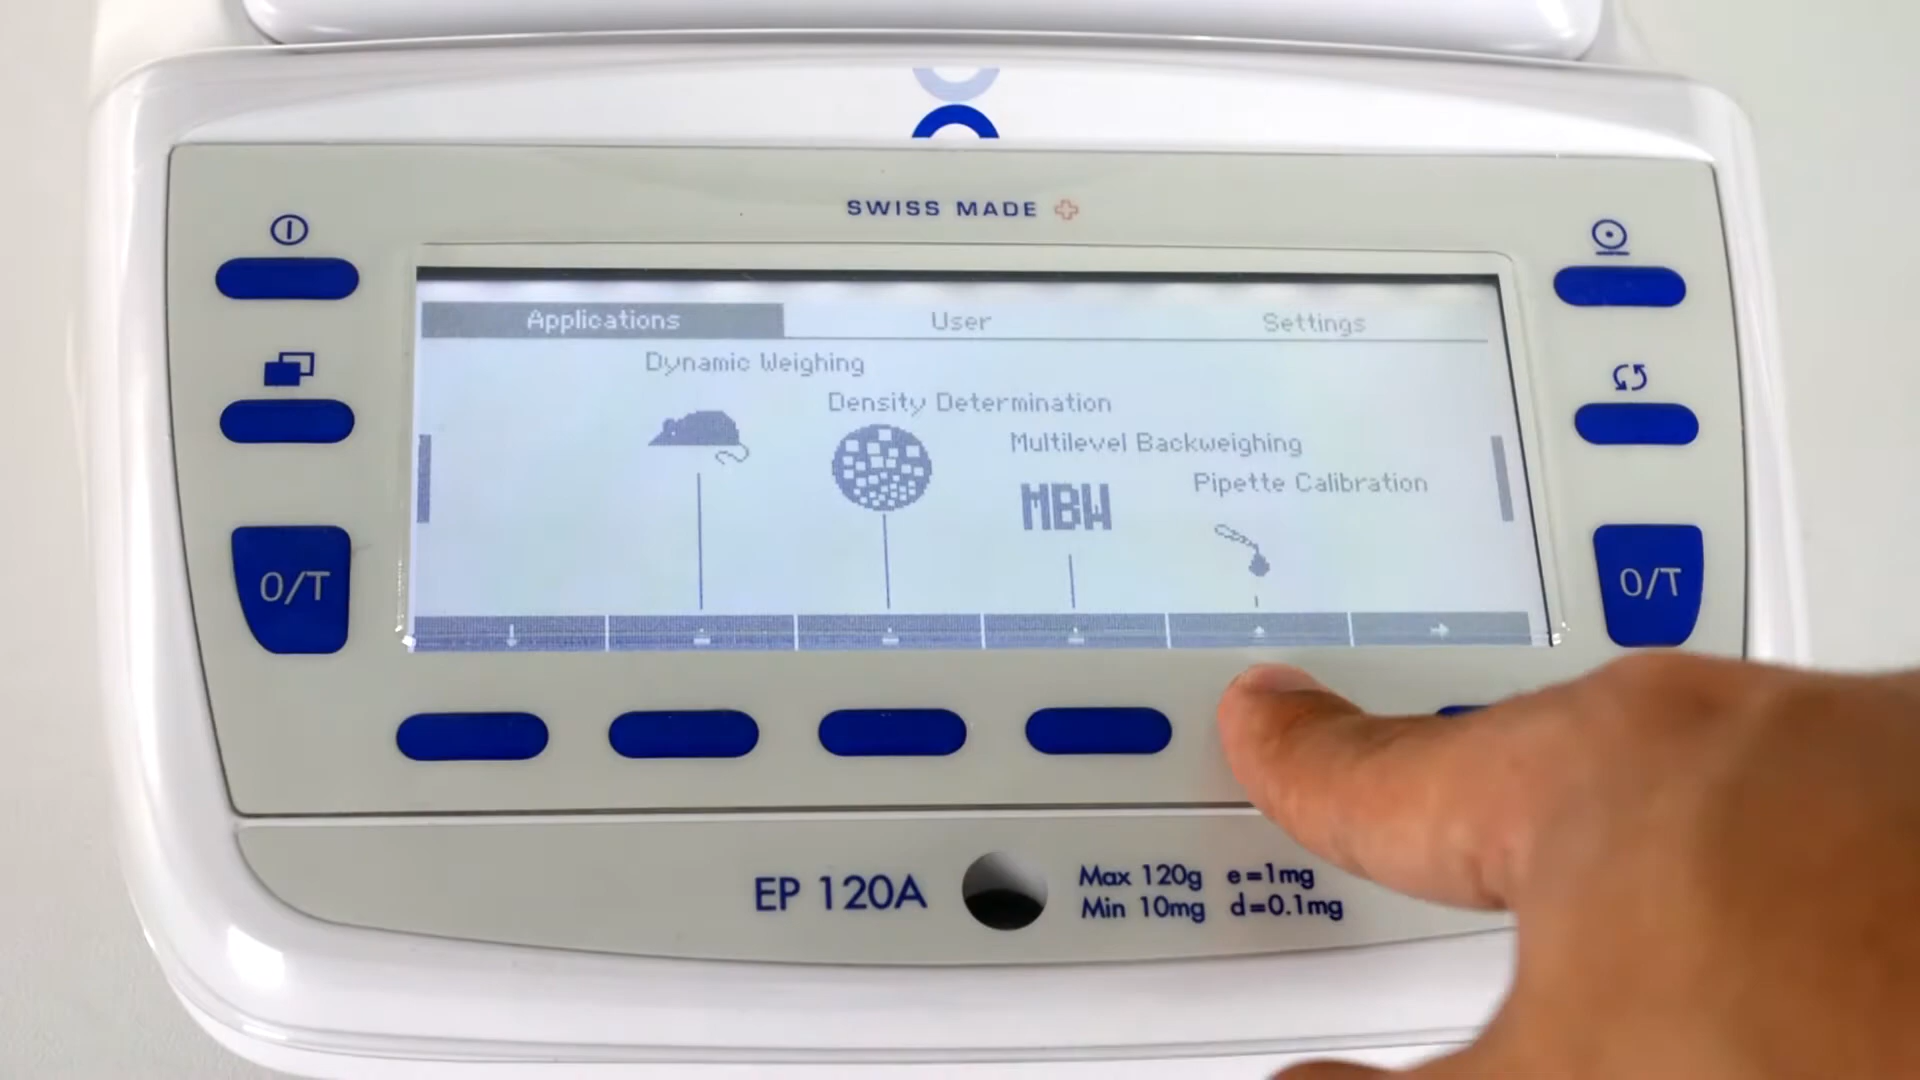 SWISS MADE
Applications User Settings
Dynamic Weighing
Density Determination
Multilevel Backweighing
Pipette Calibration
MBW
0/T
0/T
EP 120A
Max 120g e=1mg
Min 10mg d=0.1mg